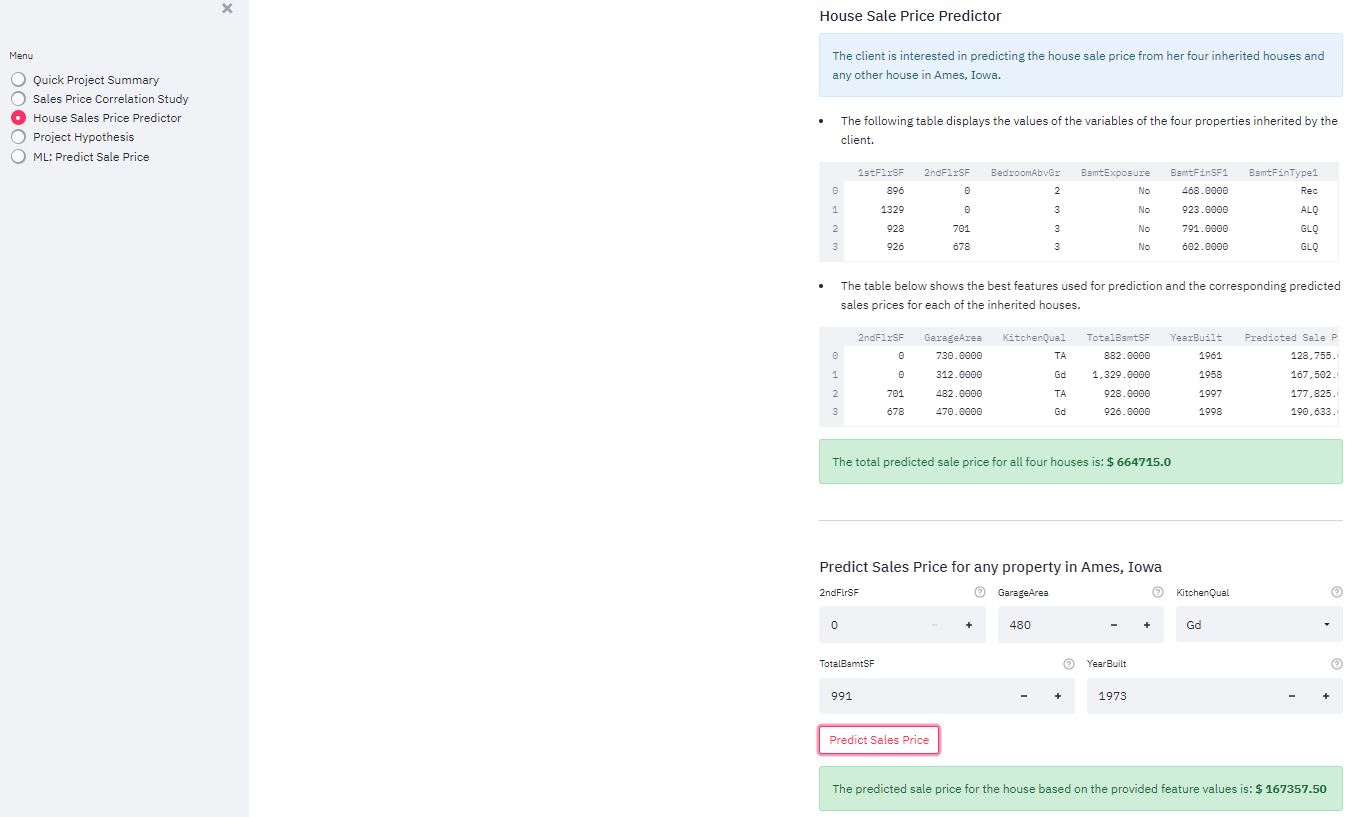 Menu
Quick Project Summary
Sales Price Correlation Study
House Sales Price Predictor
Project Hypothesis
ML: Predict Sale Price
House Sale Price Predictor
The client is interested in predicting the house sale price from her four inherited houses and
any other house in Ames, Iowa.
• The following table displays the values of the variables of the four properties inherited by the
client.
1stFlrSF 2ndFlrSF BedroomAbvGr BsmtExposure BsmtFinSF1 BsmtFinType1
0 896 0 2 No 468.0000 Rec
1 1329 0 3 No 923.0000 ALQ
2 928 701 3 No 791.0000 GLQ
3 926 678 3 No 602.0000 GLQ
• The table below shows the best features used for prediction and the corresponding predicted
sales prices for each of the inherited houses.
2ndFlrSF GarageArea KitchenQual TotalBsmtSF YearBuilt Predicted Sale P
0 0 730.0000 TA 882.0000 1961 128,755.
1 0 312.0000 Gd 1,329.0000 1958 167,502.
2 701 482.0000 TA 928.0000 1997 177,825.
3 678 470.0000 Gd 926.0000 1998 190,633.
The total predicted sale price for all four houses is: $ 664715.0
Predict Sales Price for any property in Ames, Iowa
2ndFlrSF GarageArea KitchenQual
0 - + 480 - + Gd
TotalBsmtSF YearBuilt
991 - + 1973 - +
Predict Sales Price
The predicted sale price for the house based on the provided feature values is: $ 167357.50